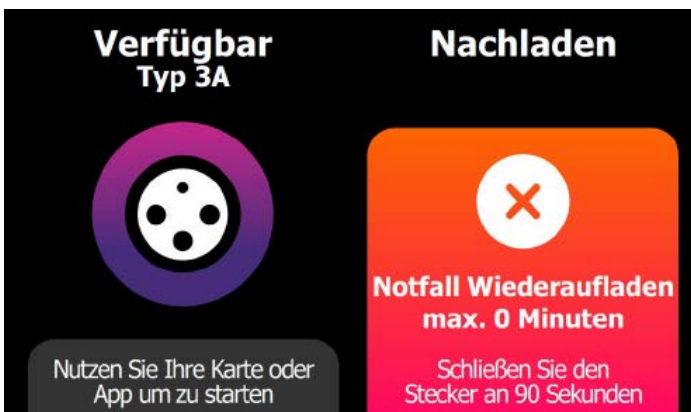 Verfügbar
Typ 3A
Nutzen Sie Ihre Karte oder
App um zu starten
Nachladen
Notfall Wiederaufladen
max. 0 Minuten
Schließen Sie den
Stecker an 90 Sekunden